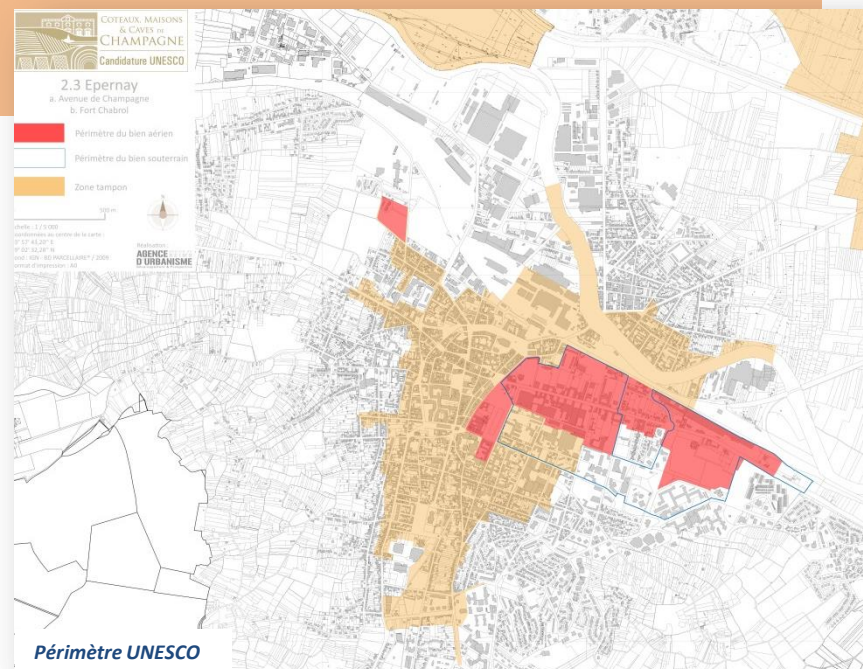 COTEAUX, MAISONS
& CAVES DE
CHAMPAGNE
Candidature UNESCO
2.3 Epernay
a. Avenue de Champagne
b. Fort Chabrol
Périmètre du bien aérien
Périmètre du bien souterrain
Zone tampon
500 m
Réalisation :
AGENCE
D'URBANISME
Périmètre UNESCO